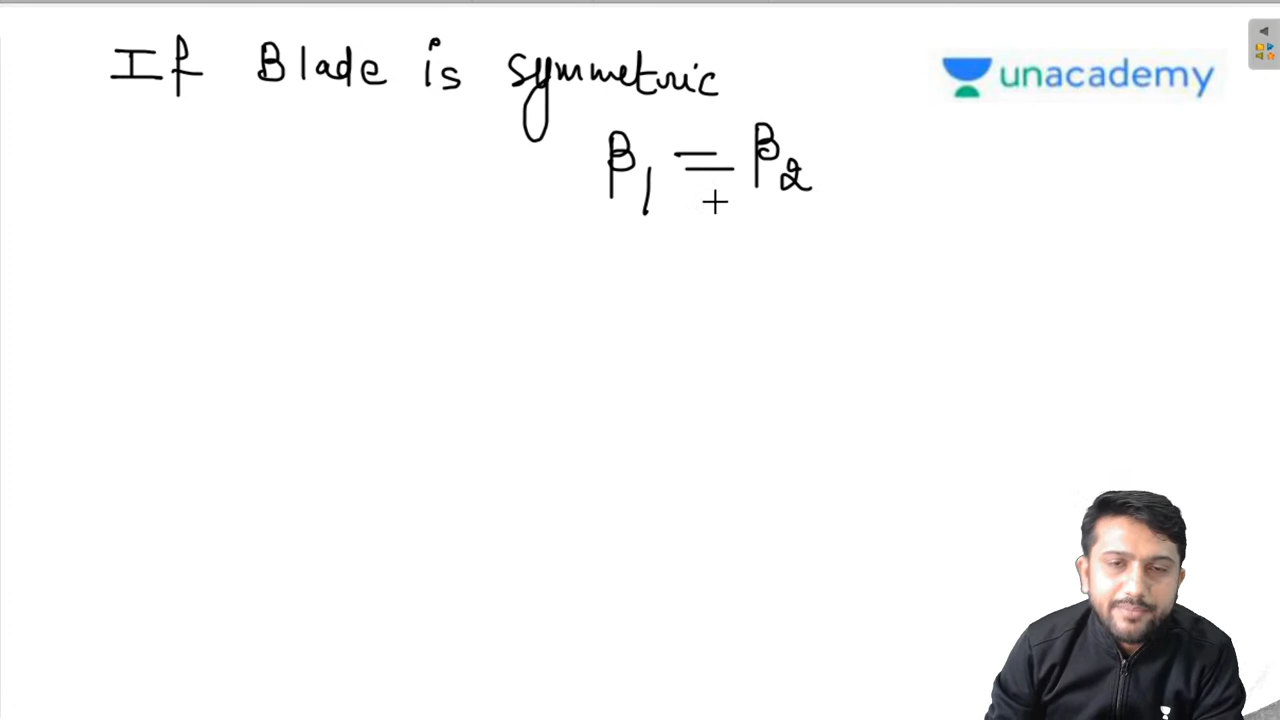 If Blade is symmetric
unacademy
β₁ = β₂